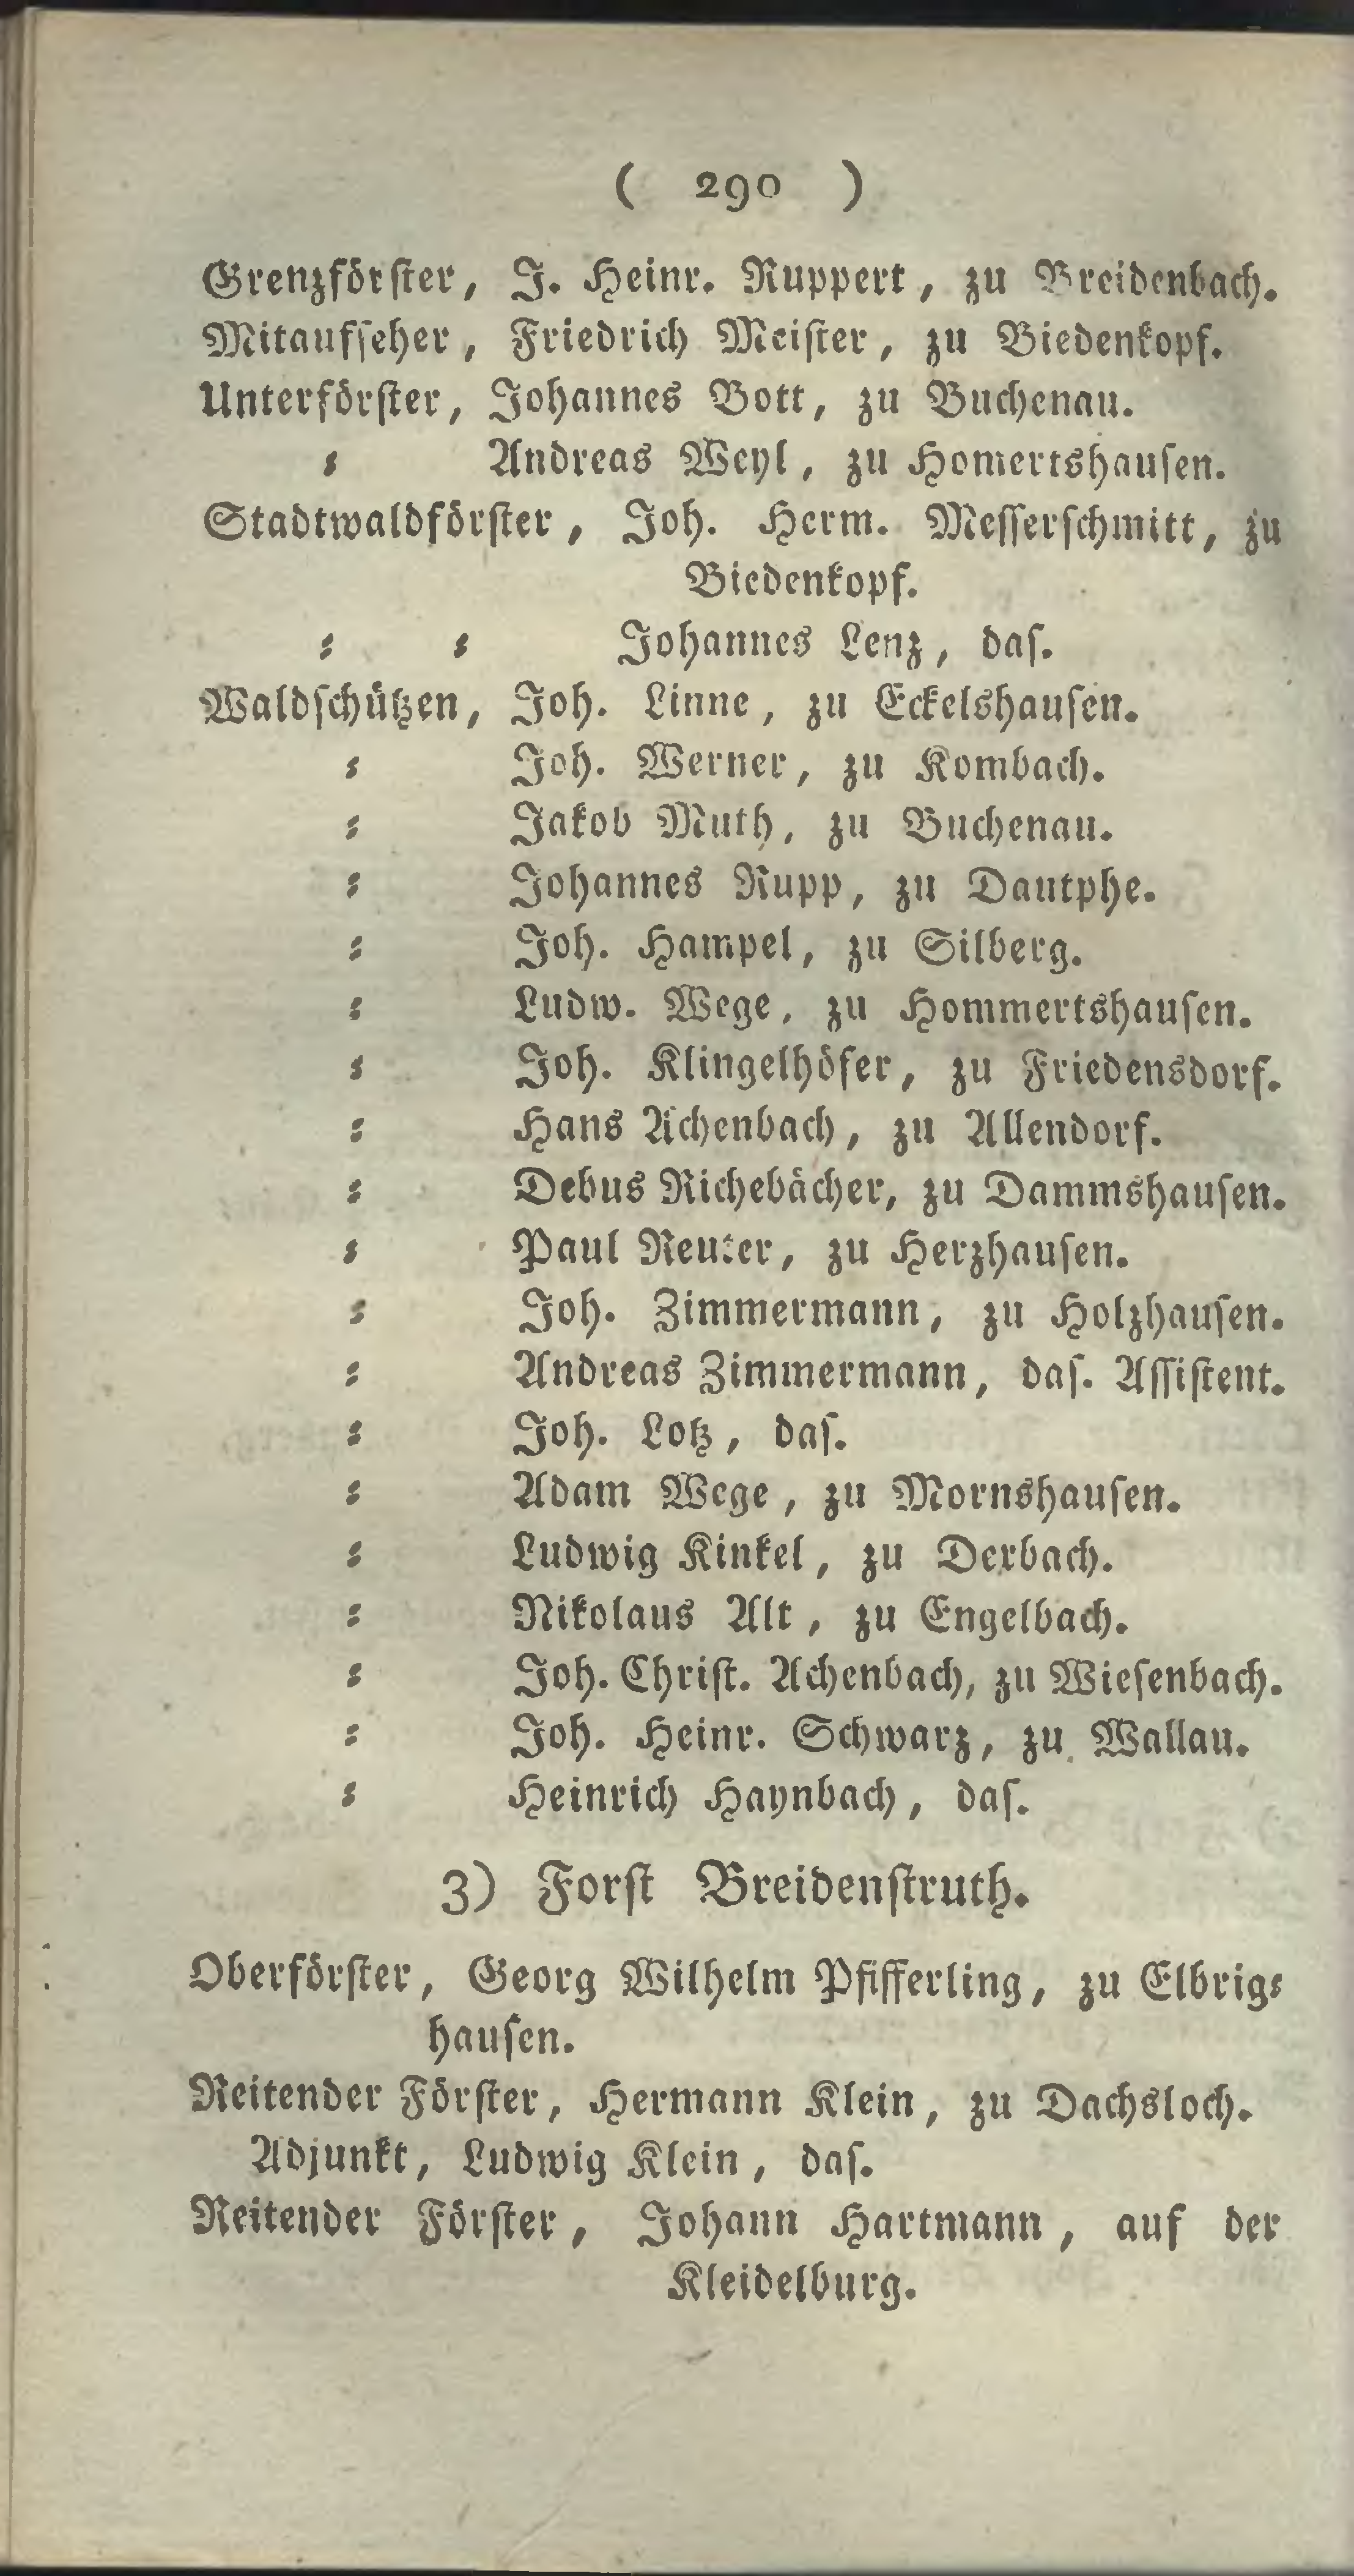 ( 290 )
Grenzförſter, J. Heinr. Ruppert, zu Breidenbach.
Mitaufſeher, Friedrich Meiſter, zu Biedenkopf.
Unterförſter, Johannes Bott, zu Buchenau.
⸗ Andreas Weyl, zu Homertshauſen.
Stadtwaldförſter, Joh. Herm. Meſſerſchmitt, zu
Biedenkopf.
⸗ ⸗ Johannes Lenz, daſ.
Waldſchützen, Joh. Linne, zu Eckelshauſen.
⸗ Joh. Werner, zu Kombach.
⸗ Jakob Muth, zu Buchenau.
⸗ Johannes Rupp, zu Dautphe.
⸗ Joh. Hampel, zu Silberg.
⸗ Ludw. Wege, zu Hommertshauſen.
⸗ Joh. Klingelhöfer, zu Friedensdorf.
⸗ Hans Achenbach, zu Allendorf.
⸗ Debus Richebächer, zu Dammshauſen.
⸗ Paul Reuter, zu Herzhauſen.
⸗ Joh. Zimmermann, zu Holzhauſen.
⸗ Andreas Zimmermann, daſ. Aſſiſtent.
⸗ Joh. Lotz, daſ.
⸗ Adam Wege, zu Mornshauſen.
⸗ Ludwig Kinkel, zu Derbach.
⸗ Nikolaus Alt, zu Engelbach.
⸗ Joh. Chriſt. Achenbach, zu Wieſenbach.
⸗ Joh. Heinr. Schwarz, zu Wallau.
⸗ Heinrich Haynbach, daſ.
3) Forſt Breidenſtruth.
Oberförſter, Georg Wilhelm Pfifferling, zu Elbrig⸗
hauſen.
Reitender Förſter, Hermann Klein, zu Dachsloch.
Adjunkt, Ludwig Klein, daſ.
Reitender Förſter, Johann Hartmann, auf der
Kleidelburg.